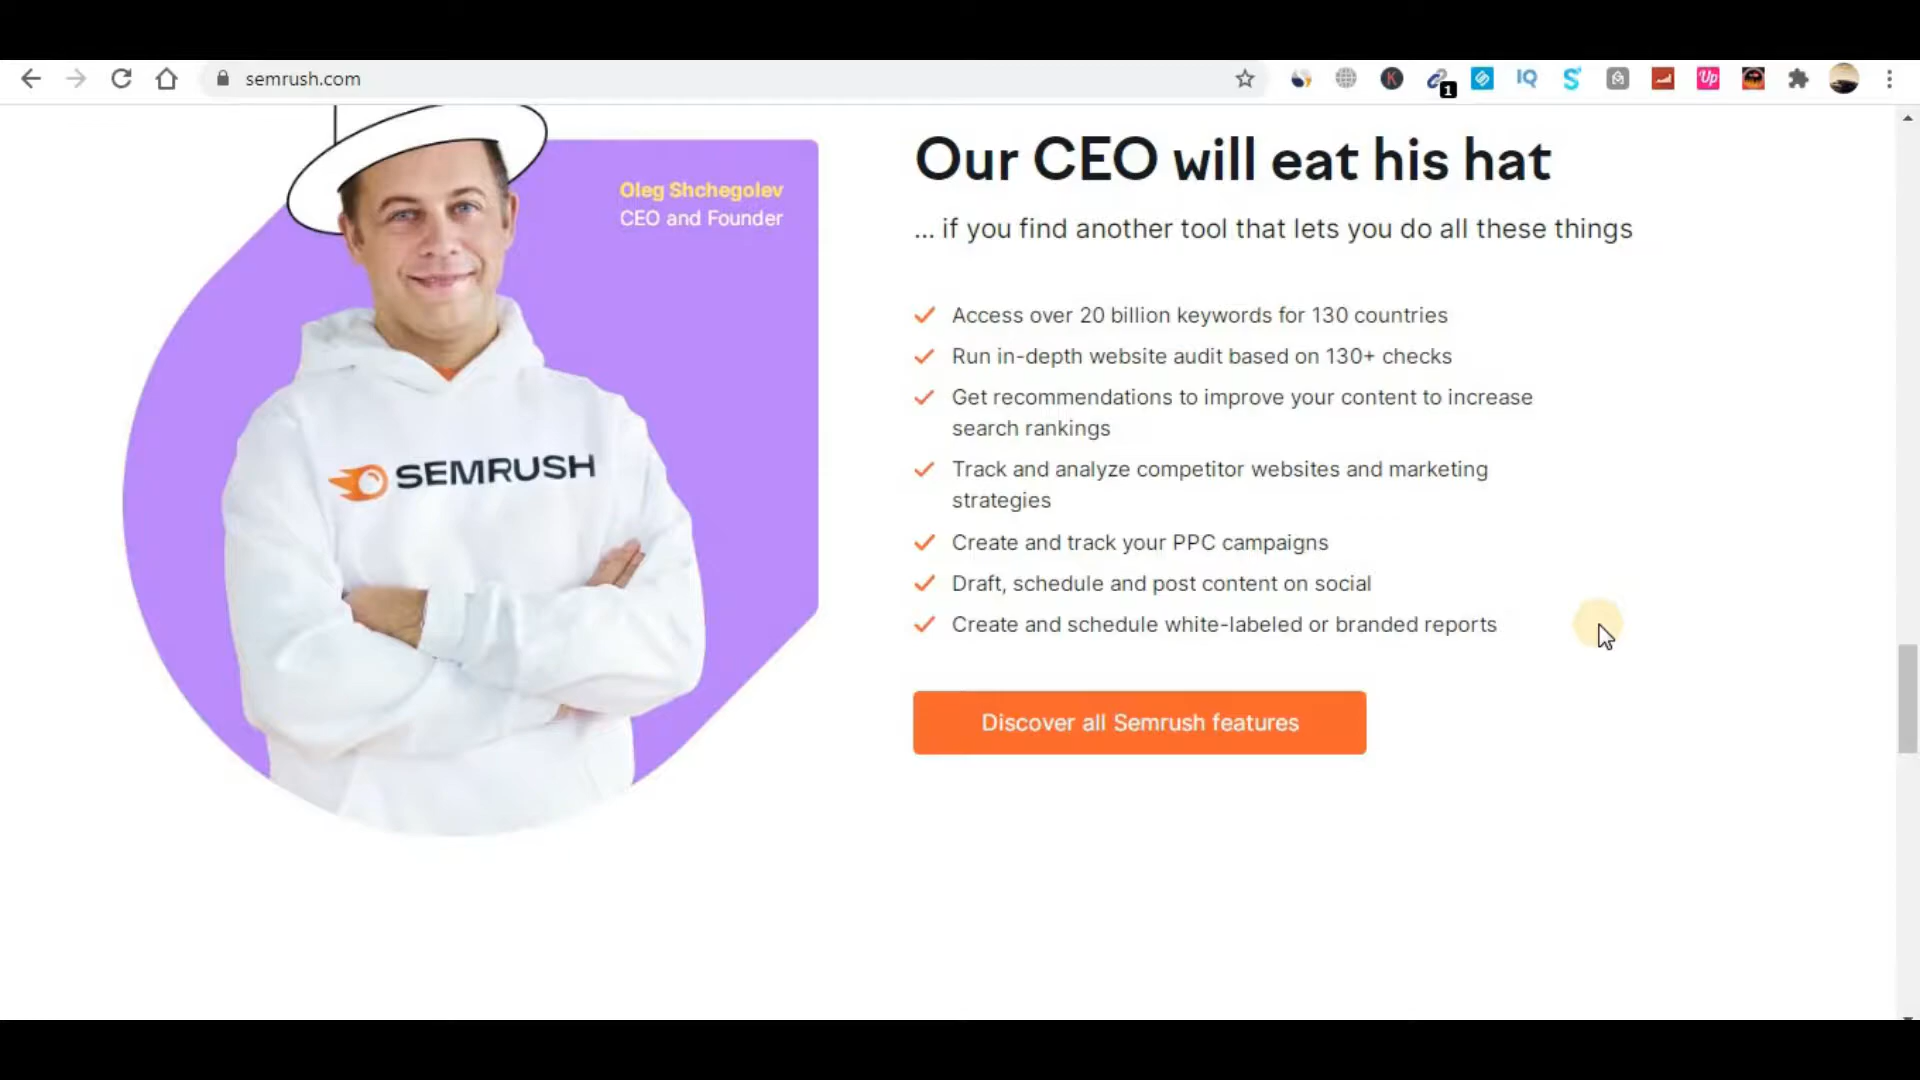 semrush.com
1
K
IQ
S
Up
Our CEO will eat his hat
Oleg Shchegolev
CEO and Founder
... if you find another tool that lets you do all these things
Access over 20 billion keywords for 130 countries
Run in-depth website audit based on 130+ checks
Get recommendations to improve your content to increase
search rankings
Track and analyze competitor websites and marketing
strategies
Create and track your PPC campaigns
Draft, schedule and post content on social
Create and schedule white-labeled or branded reports
SEMRUSH
Discover all Semrush features